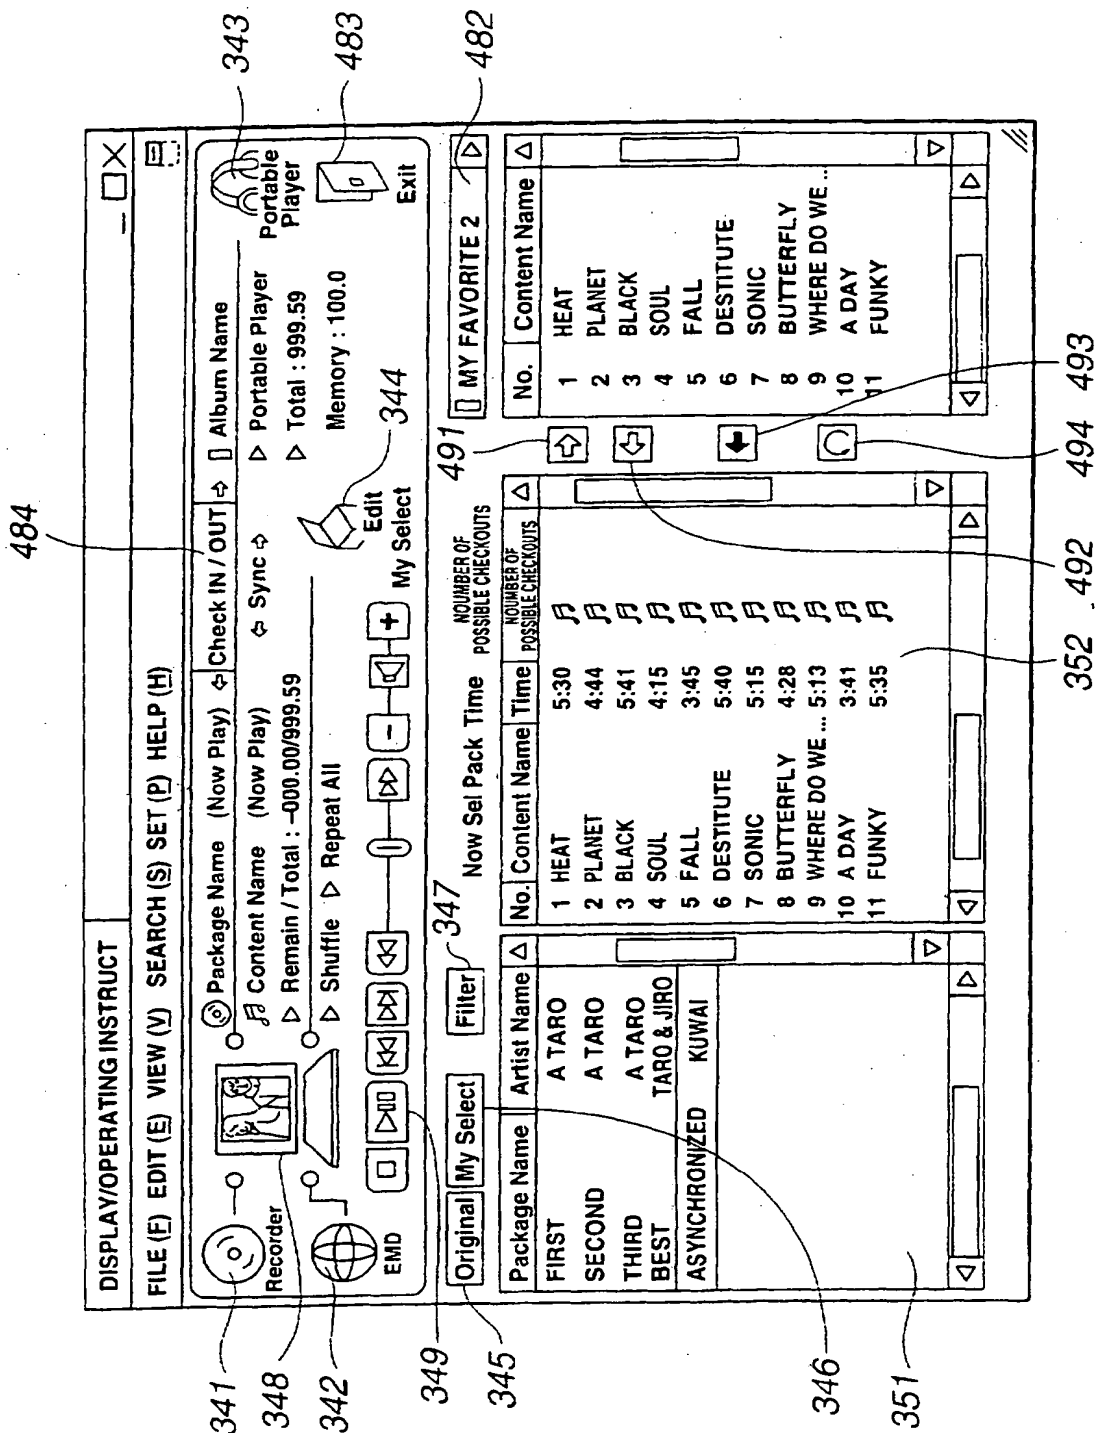 484
343
483
482
DISPLAY/OPERATING INSTRUCT
FILE (F) EDIT (E) VIEW (V) SEARCH (S) SET (P) HELP (H)
Package Name (Now Play) Check IN / OUT Album Name
Content Name (Now Play) Sync Portable Player
Remain / Total : -000.00/999.59 Total : 999.59
Shuffle Repeat All Memory : 100.0
Recorder
EMD
Portable
Player
Exit
Edit
My Select
344
341
348
342
349
345
346
347
351
Original My Select Filter
Now Sel Pack Time NOUMBER OF
POSSIBLE CHECKOUTS
MY FAVORITE 2
Package Name Artist Name
FIRST A TARO
SECOND A TARO
THIRD A TARO
BEST TARO & JIRO
ASYNCHRONIZED KUWAI
No. Content Name Time NOUMBER OF
POSSIBLE CHECKOUTS
1 HEAT 5:30
2 PLANET 4:44
3 BLACK 5:41
4 SOUL 4:15
5 FALL 3:45
6 DESTITUTE 5:40
7 SONIC 5:15
8 BUTTERFLY 4:28
9 WHERE DO WE ... 5:13
10 A DAY 3:41
11 FUNKY 5:35
491
492
493
494
352
No. Content Name
1 HEAT
2 PLANET
3 BLACK
4 SOUL
5 FALL
6 DESTITUTE
7 SONIC
8 BUTTERFLY
9 WHERE DO WE ...
10 A DAY
11 FUNKY